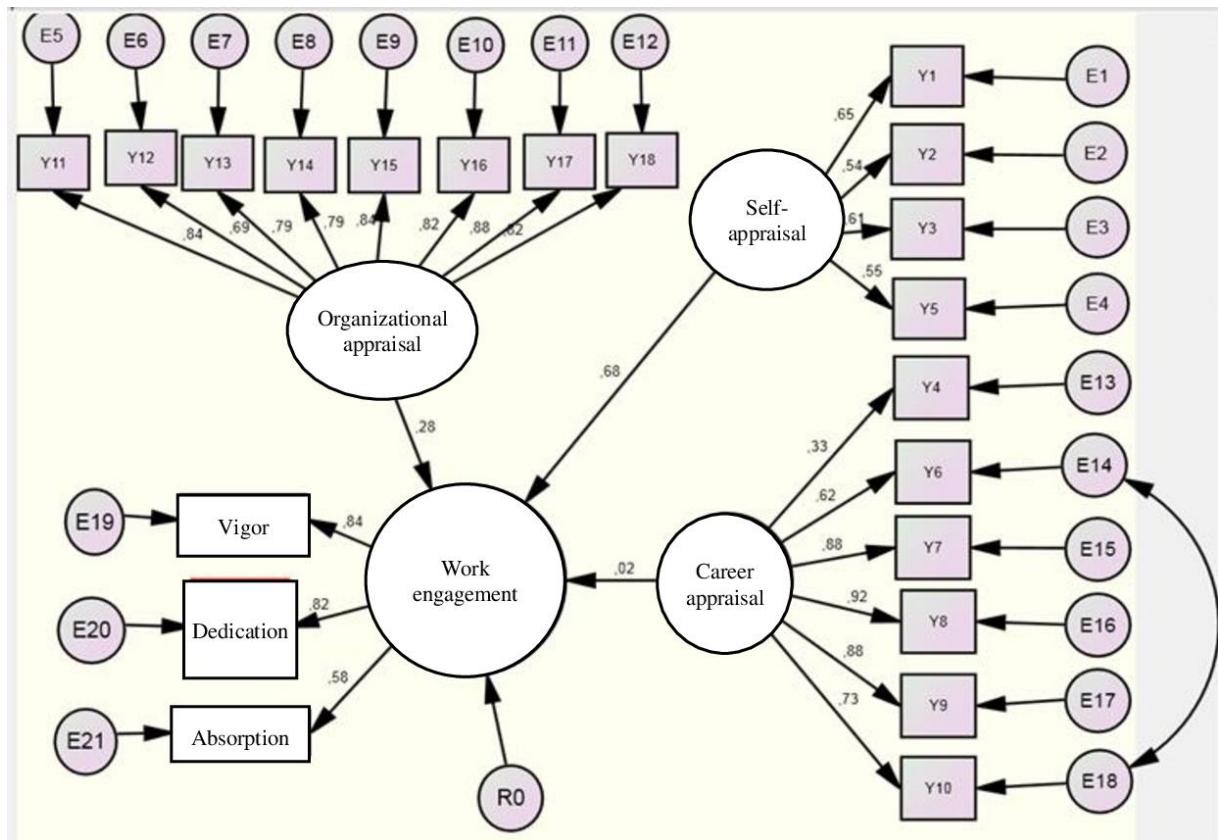 E5
E6
E7
E8
E9
E10
E11
E12
Y11
Y12
Y13
Y14
Y15
Y16
Y17
Y18
,84
,69
,79
,79
,84
,82
,88
,82
Organizational
appraisal
,28
Self-
appraisal
,65
,54
,61
,55
Y1
Y2
Y3
Y5
E1
E2
E3
E4
,68
Y4
Y6
Y7
Y8
Y9
Y10
E13
E14
E15
E16
E17
E18
,33
,62
,88
,92
,88
,73
Career
appraisal
,02
Work
engagement
,84
,82
,58
E19
Vigor
E20
Dedication
E21
Absorption
R0